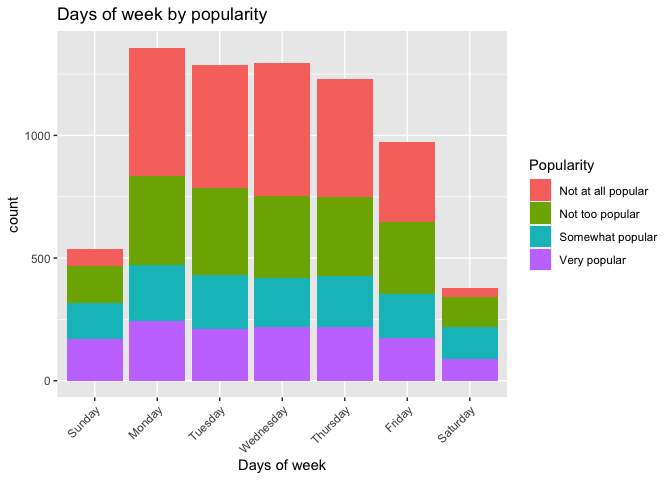 Days of week by popularity
count
1000
500
0
Sunday
Monday
Tuesday
Wednesday
Thursday
Friday
Saturday
Days of week
Popularity
Not at all popular
Not too popular
Somewhat popular
Very popular